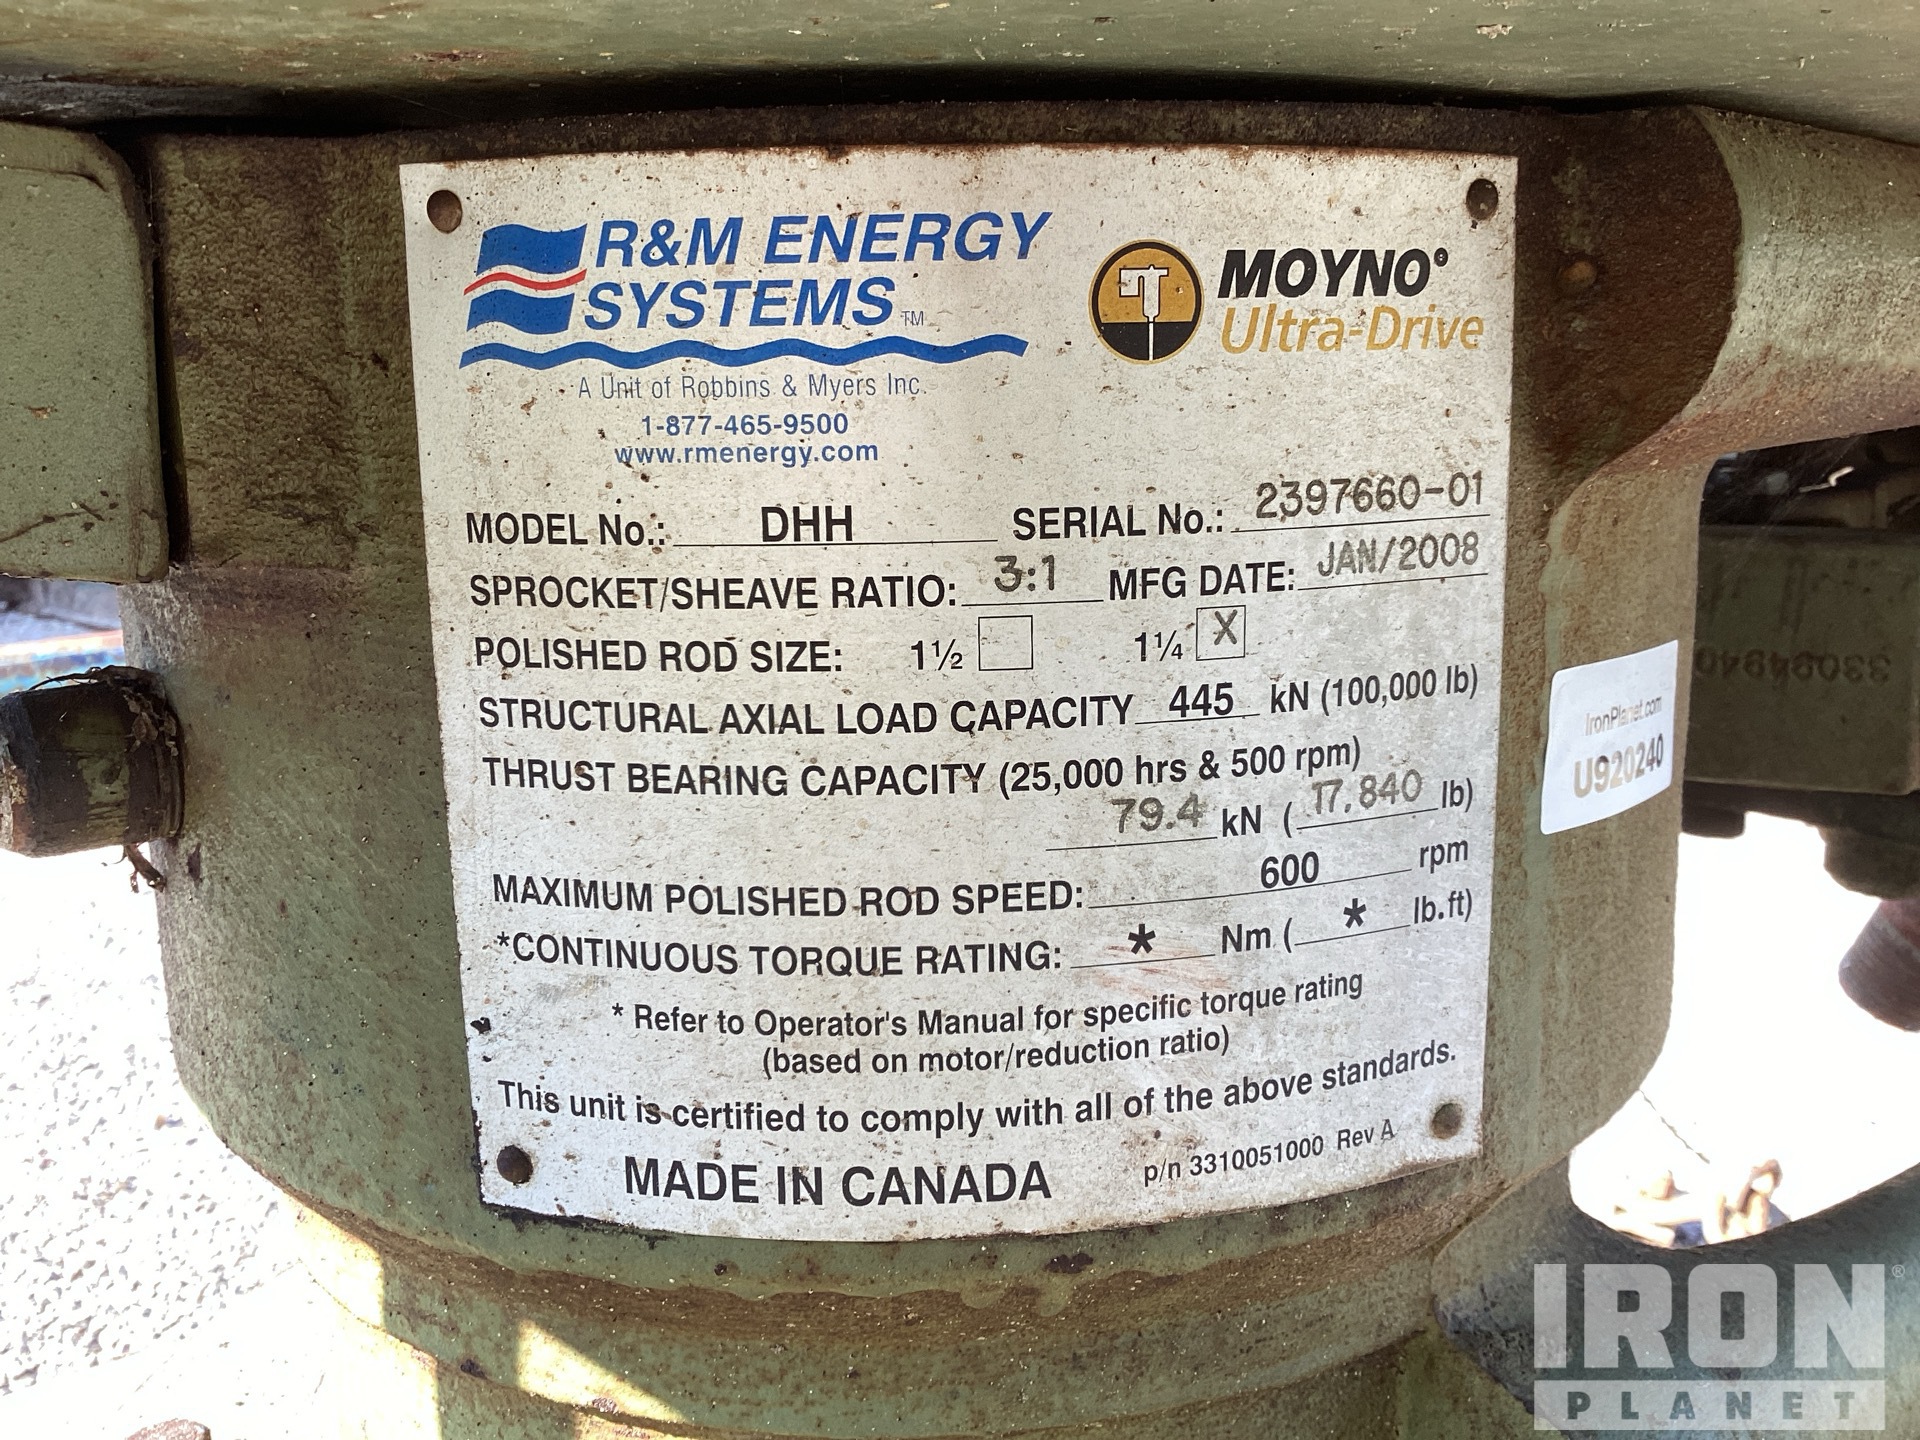 R&M ENERGY
SYSTEMS TM
A Unit of Robbins & Myers Inc.
1-877-465-9500
www.rmenergy.com
MOYNO®
Ultra-Drive
MODEL No.: DHH SERIAL No.: 2397660-01
SPROCKET/SHEAVE RATIO: 3:1 MFG DATE: JAN/2008
POLISHED ROD SIZE: 1½ 1¼ X
STRUCTURAL AXIAL LOAD CAPACITY 445 kN (100,000 lb)
THRUST BEARING CAPACITY (25,000 hrs & 500 rpm)
79.4 kN (17.840 lb)
MAXIMUM POLISHED ROD SPEED: 600 rpm
*CONTINUOUS TORQUE RATING: * Nm ( * lb.ft)
* Refer to Operator's Manual for specific torque rating
(based on motor/reduction ratio)
This unit is certified to comply with all of the above standards.
MADE IN CANADA p/n 3310051000 Rev A
IronPlanet.com
U920240
IRON®
PLANET